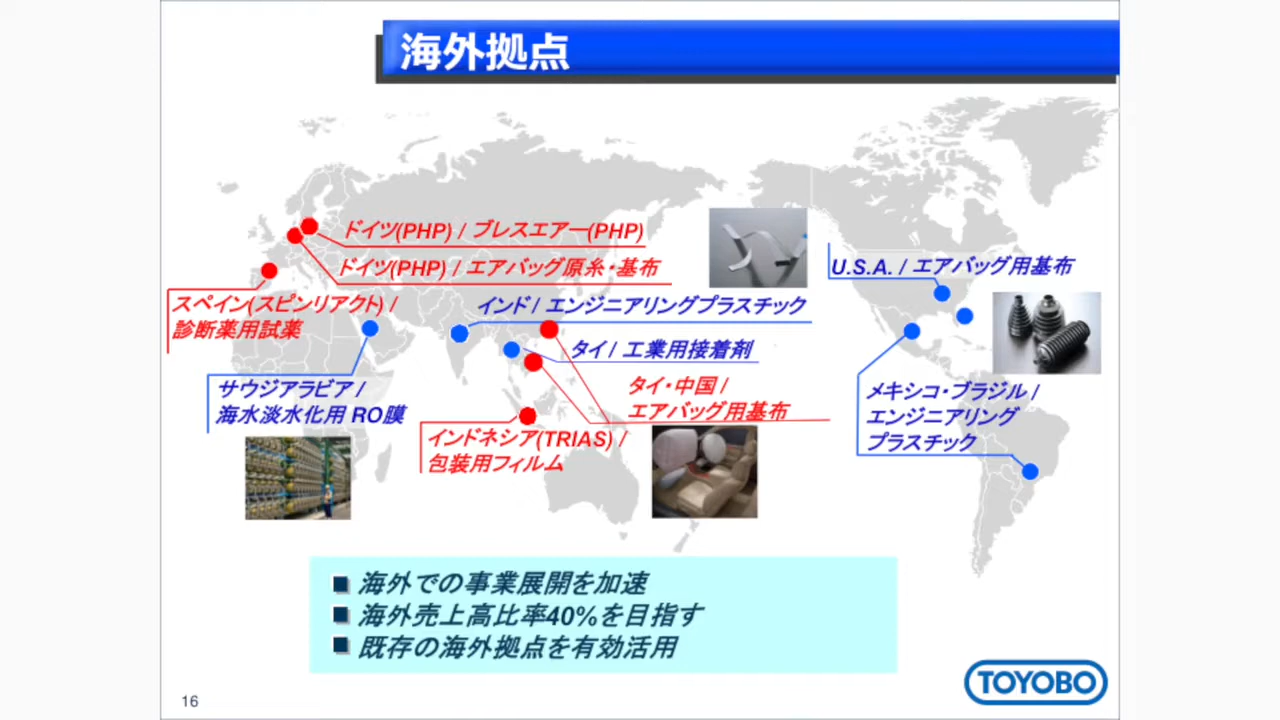 海外拠点
ドイツ(PHP) / ブレスエアー(PHP)
ドイツ(PHP) / エアバッグ原糸・基布
U.S.A. / エアバッグ用基布
スペイン(スピンリアクト) /
診断薬用試薬
インド / エンジニアリングプラスチック
タイ / 工業用接着剤
サウジアラビア /
海水淡水化用 RO膜
タイ・中国 /
エアバッグ用基布
メキシコ・ブラジル /
エンジニアリング
プラスチック
インドネシア(TRIAS) /
包装用フィルム
■ 海外での事業展開を加速
■ 海外売上高比率40%を目指す
■ 既存の海外拠点を有効活用
16
TOYOBO